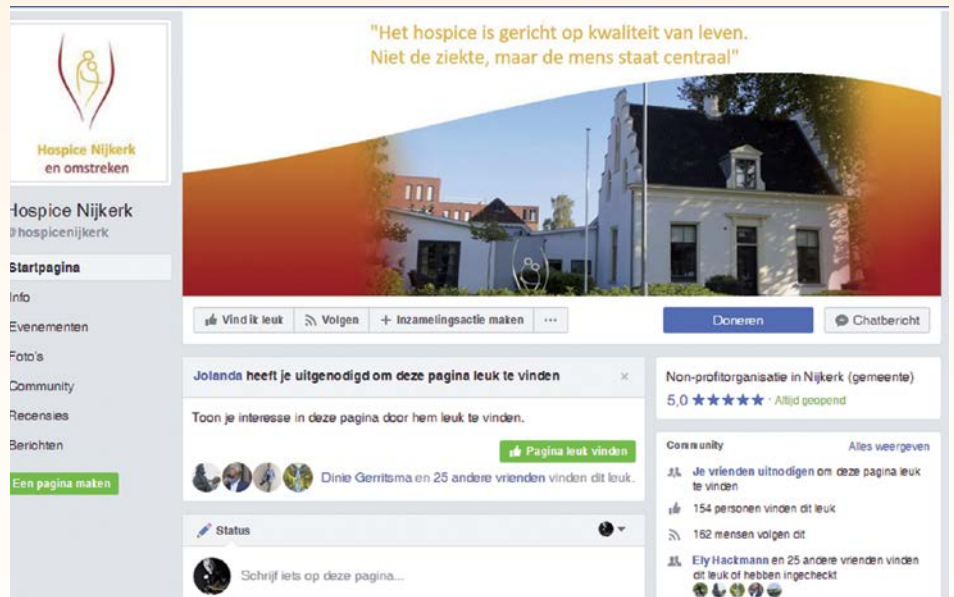 "Het hospice is gericht op kwaliteit van leven.
Niet de ziekte, maar de mens staat centraal"
Hospice Nijkerk
en omstreken
Hospice Nijkerk
@hospicenijkerk
Startpagina
Info
Evenementen
Foto's
Community
Recensies
Berichten
Een pagina maken
Vind ik leuk
Volgen
+ Inzamelingsactie maken
...
Doneren
Chatbericht
Jolanda heeft je uitgenodigd om deze pagina leuk te vinden ×
Toon je interesse in deze pagina door hem leuk te vinden.
Pagina leuk vinden
Dinie Gerritsma en 25 andere vrienden vinden dit leuk.
Status
Schrijf iets op deze pagina...
Non-profitorganisatie in Nijkerk (gemeente)
5,0 ★★★★★ · Altijd geopend
Community
Alles weergeven
Je vrienden uitnodigen om deze pagina leuk
te vinden
154 personen vinden dit leuk
162 mensen volgen dit
Ely Hackmann en 25 andere vrienden vinden
dit leuk of hebben ingecheckt